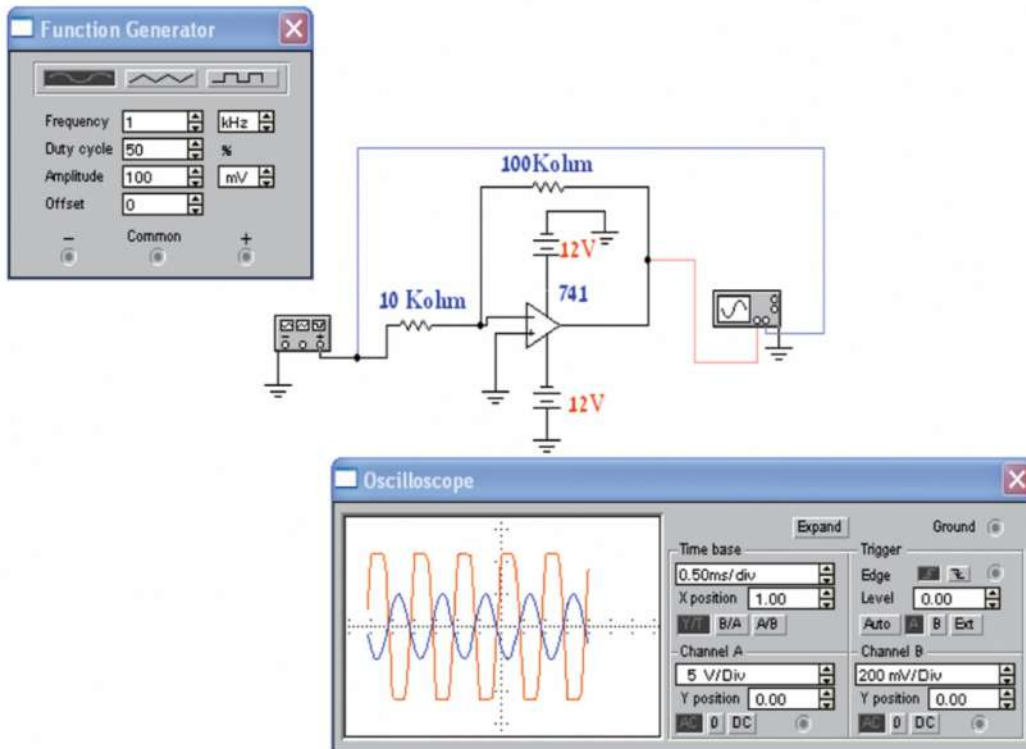 Function Generator
Frequency 1 kHz
Duty cycle 50 %
Amplitude 100 mV
Offset 0
− Common +
100Kohm
12V
10 Kohm
741
12V
Oscilloscope
Expand Ground
Time base Trigger
0.50ms/div Edge
X position 1.00 Level 0.00
Y/T B/A A/B Auto A B Ext
Channel A Channel B
5 V/Div 200 mV/Div
Y position 0.00 Y position 0.00
AC 0 DC AC 0 DC